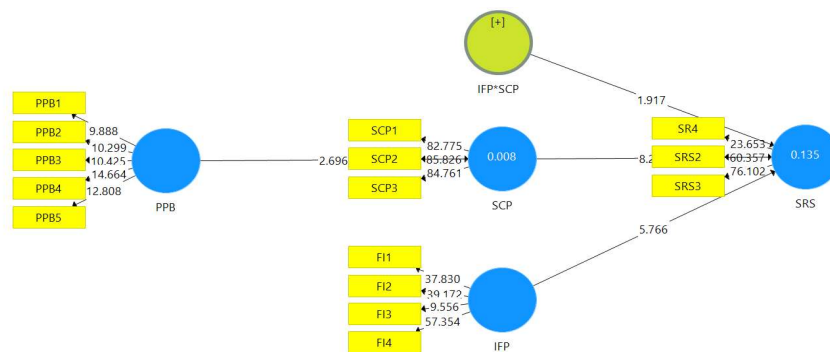 [+]
IFP*SCP
1.917
PPB1
PPB2
PPB3
PPB4
PPB5
9.888
10.299
10.425
14.664
12.808
PPB
2.696
SCP1
SCP2
SCP3
82.775
85.826
84.761
0.008
SCP
SR4
SRS2
SRS3
23.653
60.357
76.102
0.135
SRS
5.766
FI1
FI2
FI3
FI4
37.830
39.172
9.556
57.354
IFP